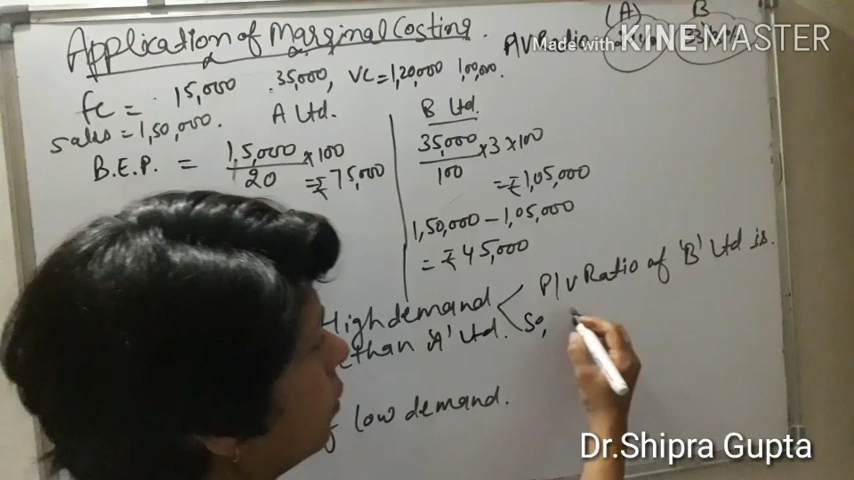 (A) B
Application of Marginal Costing. P/V Ratio
Made with KINEMASTER
fc = 15,000 35,000, VC = 1,20,000 1,00,000.
Sales = 1,50,000. A Ltd. B Ltd.
B.E.P. = 15,000/20 × 100 35,000/100 × 3 × 100
= ₹75,000 = ₹1,05,000
1,50,000 – 1,05,000
= ₹45,000
High demand < P/V Ratio of 'B' Ltd is.
than 'A' Ltd. So,
low demand.
Dr.Shipra Gupta